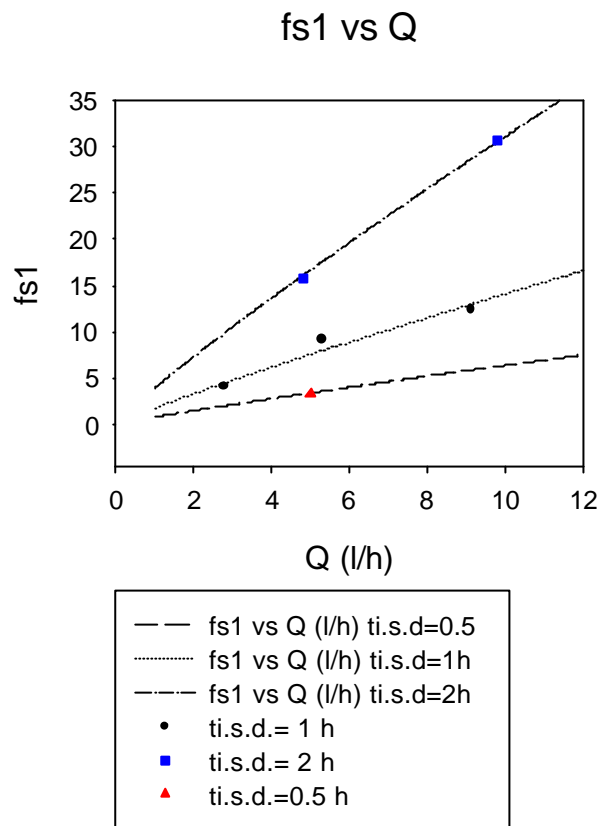 fs1 vs Q
35
30
25
20
15
10
5
0
fs1
0 2 4 6 8 10 12
Q (l/h)
fs1 vs Q (l/h) ti.s.d=0.5
fs1 vs Q (l/h) ti.s.d=1h
fs1 vs Q (l/h) ti.s.d=2h
ti.s.d.= 1 h
ti.s.d.= 2 h
ti.s.d.=0.5 h